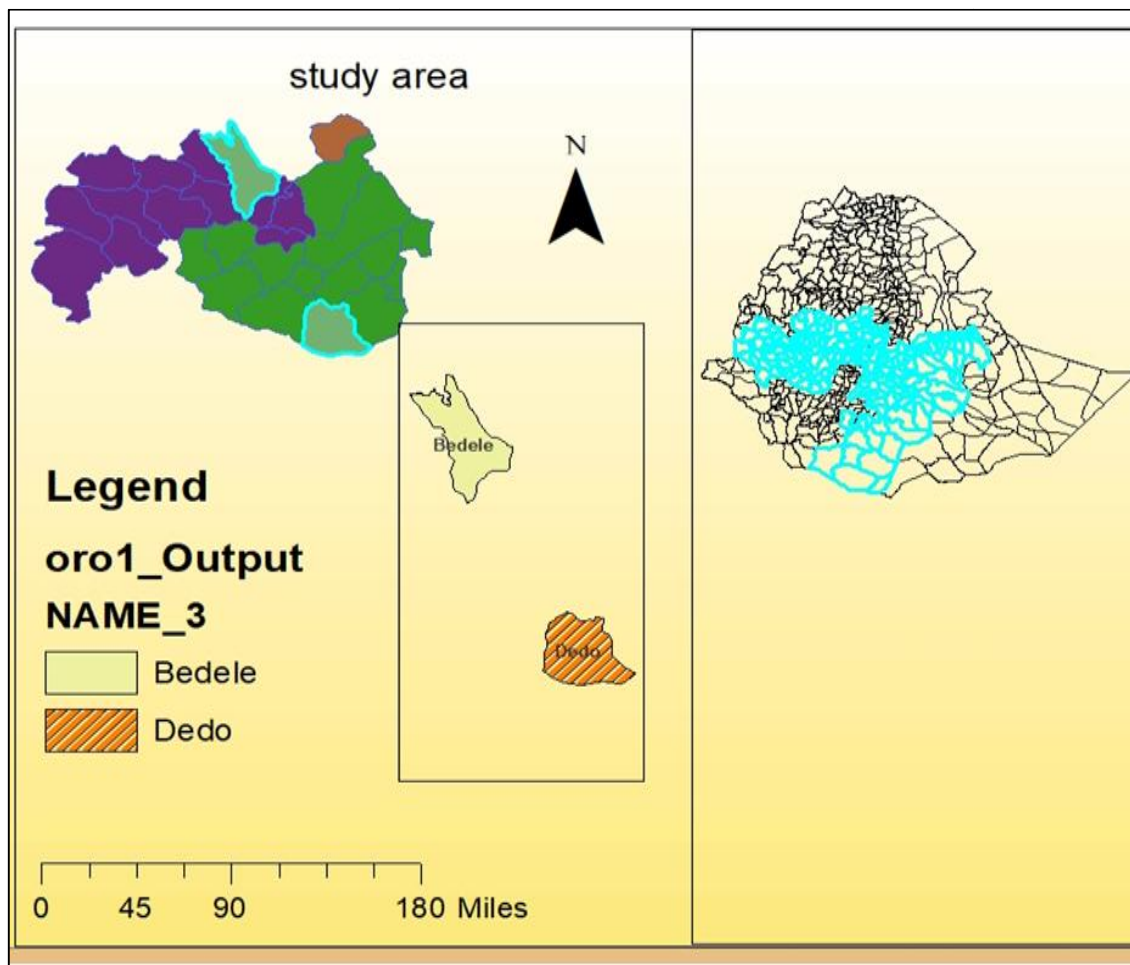 study area
N
Bedele
Dedo
Legend
oro1_Output
NAME_3
Bedele
Dedo
0 45 90 180 Miles